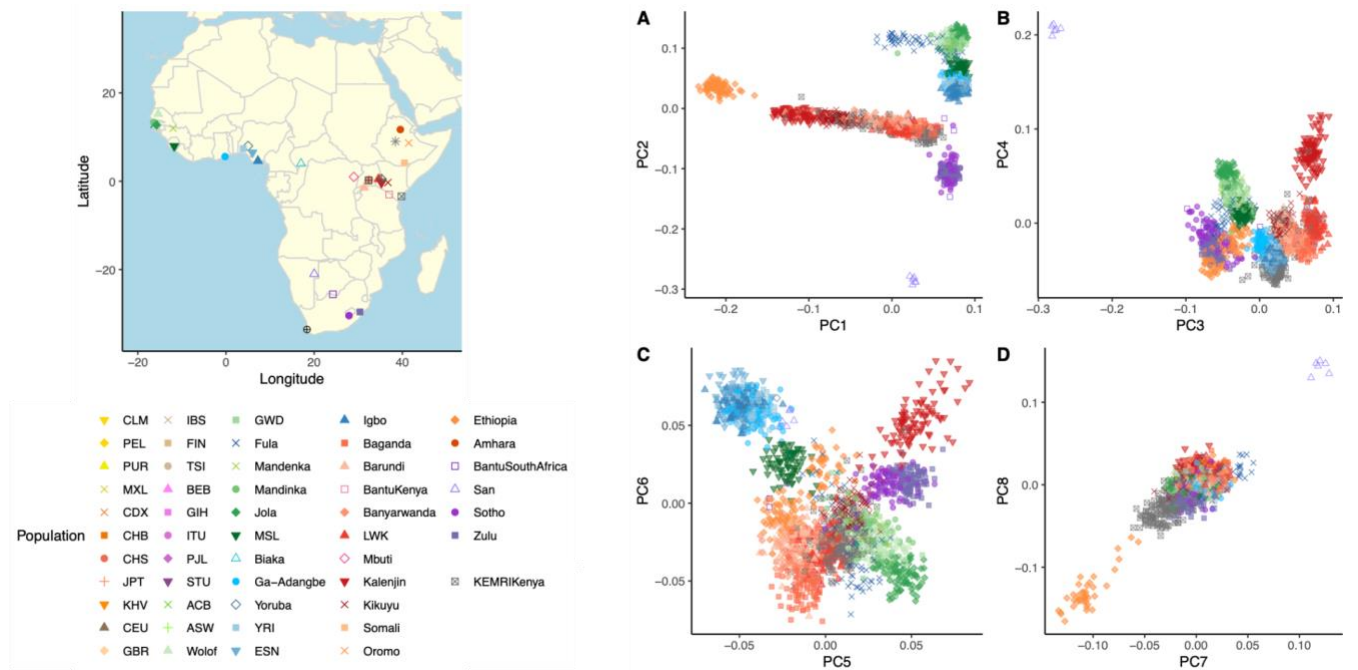 20
0
−20
Latitude
−20
0
20
40
Longitude
Population
CLM
PEL
PUR
MXL
CDX
CHB
CHS
JPT
KHV
CEU
GBR
IBS
FIN
TSI
BEB
GIH
ITU
PJL
STU
ACB
ASW
Wolof
GWD
Fula
Mandenka
Mandinka
Jola
MSL
Biaka
Ga−Adangbe
Yoruba
YRI
ESN
Igbo
Baganda
Barundi
BantuKenya
Banyarwanda
LWK
Mbuti
Kalenjin
Kikuyu
Somali
Oromo
Ethiopia
Amhara
BantuSouthAfrica
San
Sotho
Zulu
KEMRIKenya
A
0.1
0.0
−0.1
−0.2
−0.3
PC2
−0.2
−0.1
0.0
0.1
PC1
B
0.2
0.1
0.0
PC4
−0.3
−0.2
−0.1
0.0
0.1
PC3
C
0.05
0.00
−0.05
PC6
−0.05
0.00
0.05
PC5
D
0.1
0.0
−0.1
PC8
−0.10
−0.05
0.00
0.05
0.10
PC7